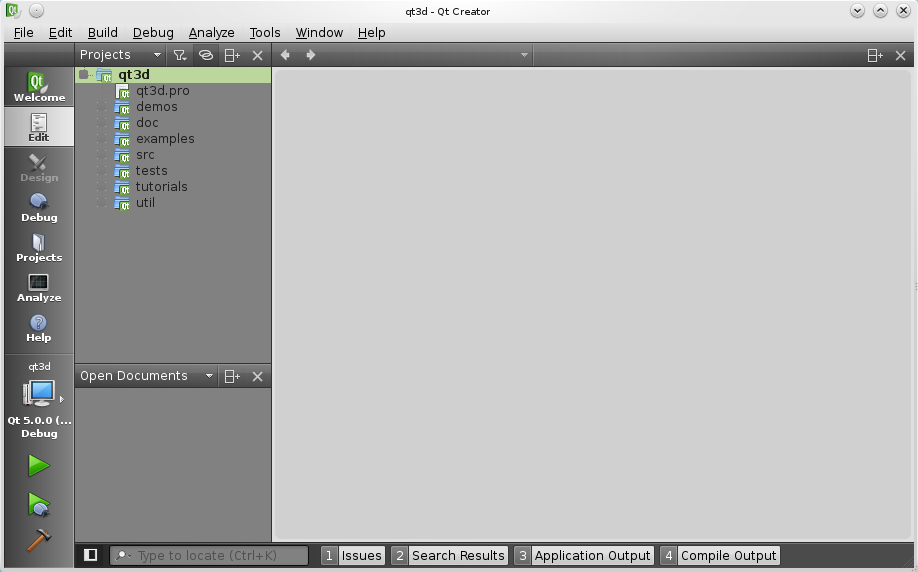 qt3d - Qt Creator
File Edit Build Debug Analyze Tools Window Help
Projects
Welcome
Edit
Design
Debug
Projects
Analyze
Help
qt3d
Qt 5.0.0 (...
Debug
qt3d
qt3d.pro
demos
doc
examples
src
tests
tutorials
util
Open Documents
Type to locate (Ctrl+K)
1 Issues
2 Search Results
3 Application Output
4 Compile Output